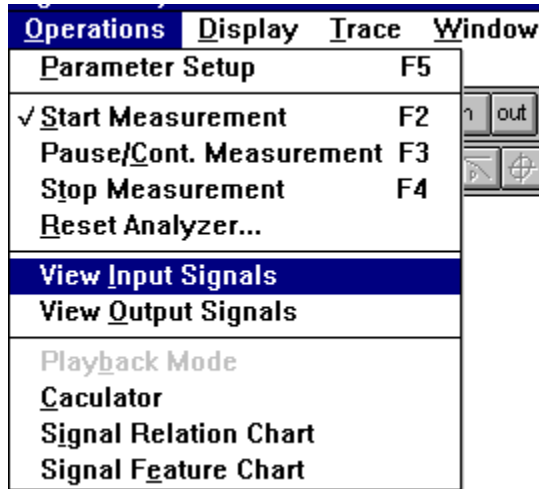 Operations Display Trace Window
Parameter Setup F5
√ Start Measurement F2
Pause/Cont. Measurement F3
Stop Measurement F4
Reset Analyzer...
View Input Signals
View Output Signals
Playback Mode
Caculator
Signal Relation Chart
Signal Feature Chart
out